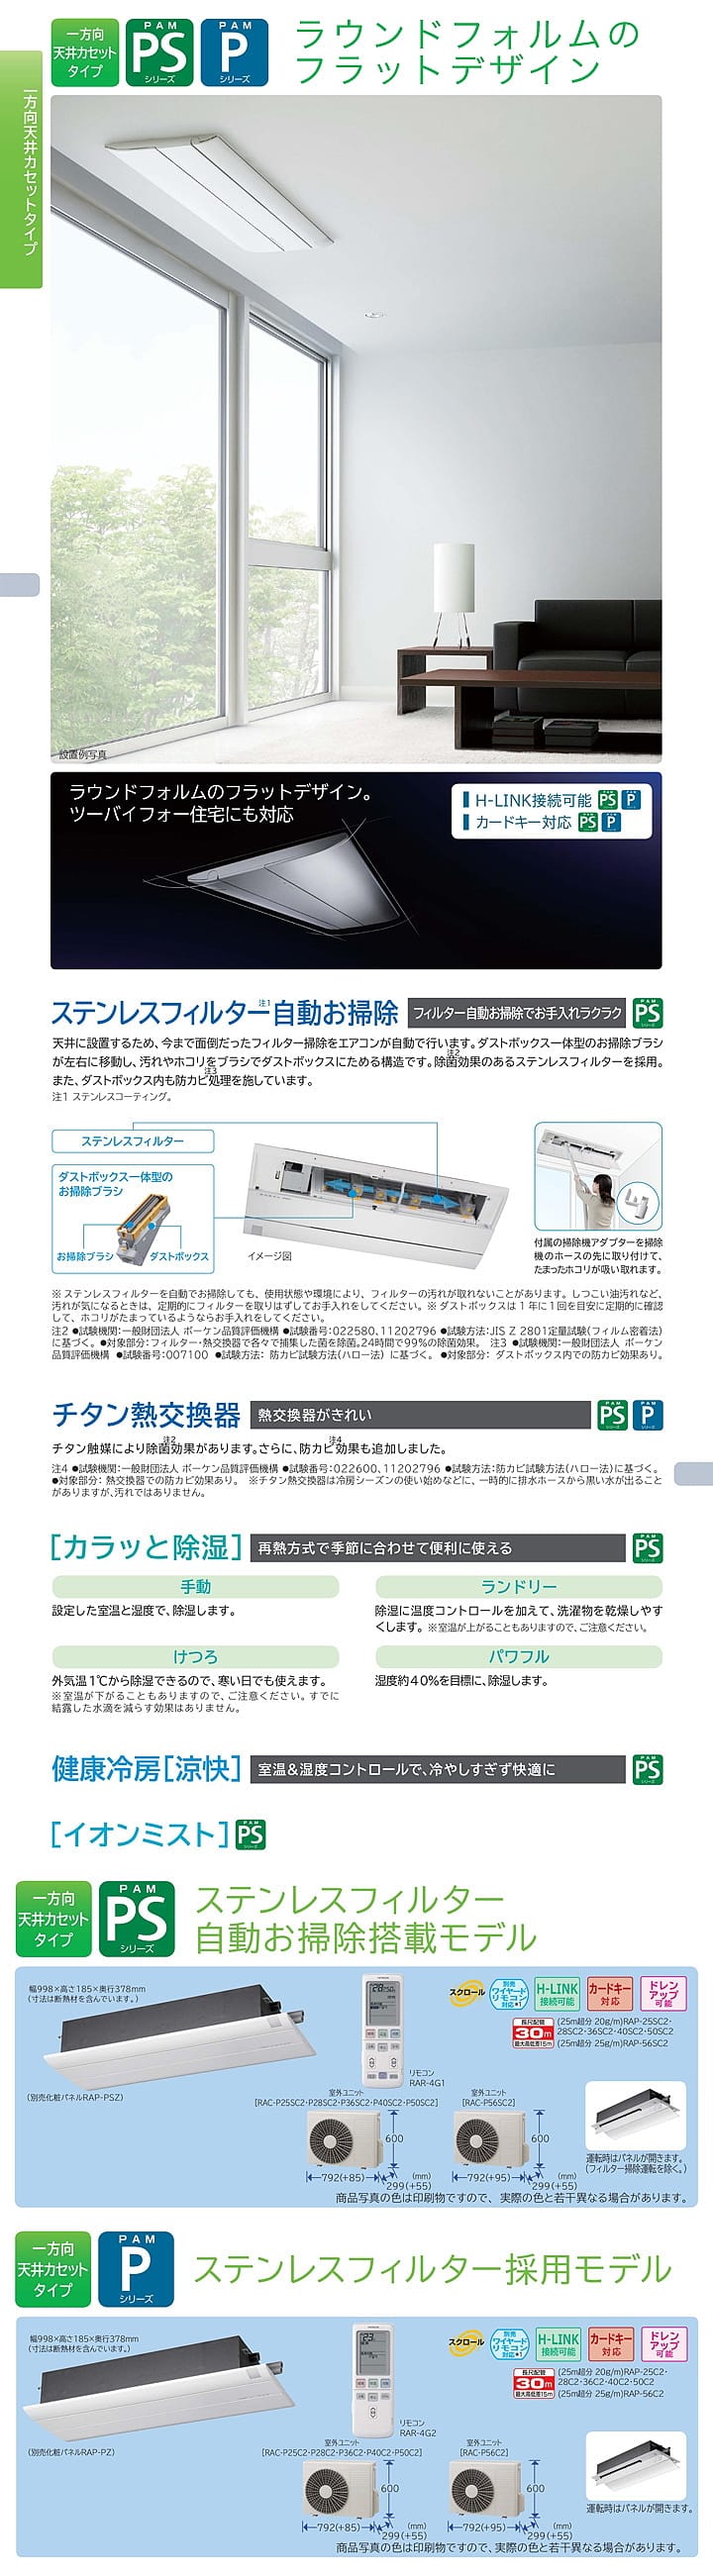 一方向
天井カセット
タイプ
PAM
PS
シリーズ
PAM
P
シリーズ
ラウンドフォルムの
フラットデザイン
一方向天井カセットタイプ
設置例写真
ラウンドフォルムのフラットデザイン。
ツーバイフォー住宅にも対応
H-LINK接続可能 PS P
カードキー対応 PS P
ステンレスフィルター注1自動お掃除 フィルター自動お掃除でお手入れラクラク PAM PS シリーズ
天井に設置するため、今まで面倒だったフィルター掃除をエアコンが自動で行います。ダストボックス一体型のお掃除ブラシ
が左右に移動し、汚れやホコリをブラシでダストボックスにためる構造です。除菌注2効果のあるステンレスフィルターを採用。
また、ダストボックス内も防カビ注3処理を施しています。
注1 ステンレスコーティング。
ステンレスフィルター
ダストボックス一体型の
お掃除ブラシ
お掃除ブラシ ダストボックス
イメージ図
付属の掃除機アダプターを掃除
機のホースの先に取り付けて、
たまったホコリが吸い取れます。
※ ステンレスフィルターを自動でお掃除しても、使用状態や環境により、フィルターの汚れが取れないことがあります。しつこい油汚れなど、
汚れが気になるときは、定期的にフィルターを取りはずしてお手入れをしてください。※ ダストボックスは 1 年に 1 回を目安に定期的に確認
して、ホコリがたまっているようならお手入れをしてください。
注2 ●試験機関:一般財団法人 ボーケン品質評価機構 ●試験番号:022580、11202796 ●試験方法:JIS Z 2801定量試験(フィルム密着法)
に基づく。●対象部分:フィルター・熱交換器で各々で捕集した菌を除菌。24時間で99%の除菌効果。 注3 ●試験機関:一般財団法人 ボーケン
品質評価機構 ●試験番号:007100 ●試験方法: 防カビ試験方法(ハロー法) に基づく。 ●対象部分: ダストボックス内での防カビ効果あり。
チタン熱交換器 熱交換器がきれい PAM PS シリーズ PAM P シリーズ
チタン触媒により除菌注2効果があります。さらに、防カビ注4効果も追加しました。
注4 ●試験機関:一般財団法人 ボーケン品質評価機構 ●試験番号:022600、11202796 ●試験方法:防カビ試験方法(ハロー法)に基づく。
●対象部分: 熱交換器での防カビ効果あり。 ※チタン熱交換器は冷房シーズンの使い始めなどに、一時的に排水ホースから黒い水が出ること
がありますが、汚れではありません。
[カラッと除湿] 再熱方式で季節に合わせて便利に使える PAM PS シリーズ
手動
設定した室温と湿度で、除湿します。
ランドリー
除湿に温度コントロールを加えて、洗濯物を乾燥しやす
くします。 ※室温が上がることもありますので、ご注意ください。
けつろ
外気温1℃から除湿できるので、寒い日でも使えます。
※室温が下がることもありますので、ご注意ください。すでに
結露した水滴を減らす効果はありません。
パワフル
湿度約40%を目標に、除湿します。
健康冷房[涼快] 室温&湿度コントロールで、冷やしすぎず快適に PAM PS シリーズ
[イオンミスト] PAM PS シリーズ
一方向
天井カセット
タイプ
PAM
PS
シリーズ
ステンレスフィルター
自動お掃除搭載モデル
幅998×高さ185×奥行378mm
(寸法は断熱材を含んでいます。)
(別売化粧パネルRAP-PSZ)
リモコン
RAR-4G1
スクロール
別売
ワイヤード
リモコン
対応※1
H-LINK
接続可能
カードキー
対応
ドレン
アップ
可能
長尺配管
30m
最大高低差15m
(25m超分 20g/m)RAP-25SC2・
28SC2・36SC2・40SC2・50SC2
(25m超分 25g/m)RAP-56SC2
室外ユニット
[RAC-P25SC2・P28SC2・P36SC2・P40SC2・P50SC2]
600
792(+85)
299(+55)
(mm)
室外ユニット
[RAC-P56SC2]
600
792(+95)
299(+55)
(mm)
運転時はパネルが開きます。
(フィルター掃除運転を除く。)
商品写真の色は印刷物ですので、実際の色と若干異なる場合があります。
一方向
天井カセット
タイプ
PAM
P
シリーズ
ステンレスフィルター採用モデル
幅998×高さ185×奥行378mm
(寸法は断熱材を含んでいます。)
(別売化粧パネルRAP-PZ)
リモコン
RAR-4G2
スクロール
別売
ワイヤード
リモコン
対応※1
H-LINK
接続可能
カードキー
対応
ドレン
アップ
可能
長尺配管
30m
最大高低差15m
(25m超分 20g/m)RAP-25C2・
28C2・36C2・40C2・50C2
(25m超分 25g/m)RAP-56C2
室外ユニット
[RAC-P25C2・P28C2・P36C2・P40C2・P50C2]
600
792(+85)
299(+55)
(mm)
室外ユニット
[RAC-P56C2]
600
792(+95)
299(+55)
(mm)
運転時はパネルが開きます。
商品写真の色は印刷物ですので、実際の色と若干異なる場合があります。